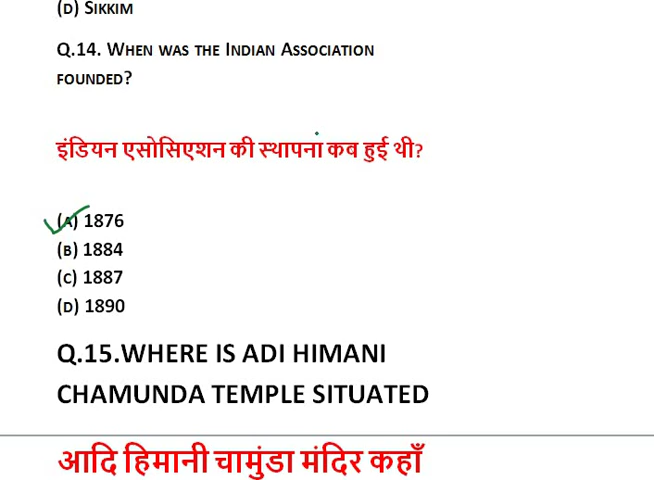 (D) SIKKIM
Q.14. WHEN WAS THE INDIAN ASSOCIATION
FOUNDED?
इंडियन एसोसिएशन की स्थापना कव हुई थी?
(A) 1876
(B) 1884
(C) 1887
(D) 1890
Q.15.WHERE IS ADI HIMANI
CHAMUNDA TEMPLE SITUATED
आदि हिमानी चामुंडा मंदिर कहाँ